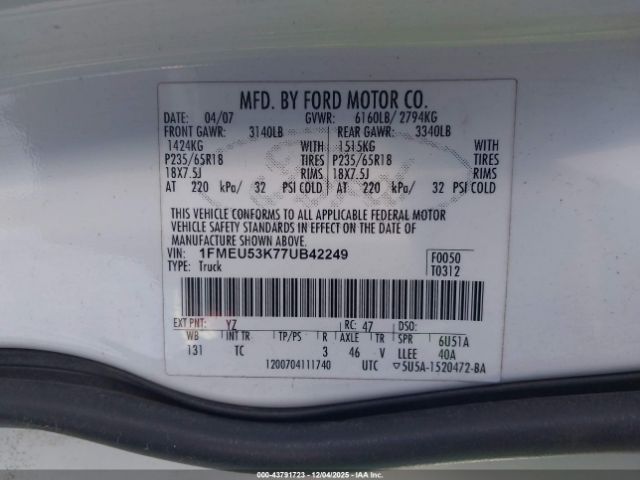 MFD. BY FORD MOTOR CO.
DATE: 04/07 GVWR: 6160LB/ 2794KG
FRONT GAWR: 3140LB REAR GAWR: 3340LB
1424KG WITH 1515KG WITH
P235/65R18 TIRES P235/65R18 TIRES
18X7.5J RIMS 18X7.5J RIMS
AT 220 kPa/ 32 PSI COLD AT 220 kPa/ 32 PSI COLD
THIS VEHICLE CONFORMS TO ALL APPLICABLE FEDERAL MOTOR
VEHICLE SAFETY STANDARDS IN EFFECT ON THE DATE OF
MANUFACTURE SHOWN ABOVE.
VIN: 1FMEU53K77UB42249 F0050
TYPE: Truck T0312
EXT PNT: YZ RC: 47 DSO:
WB INT TR TP/PS R AXLE TR SPR 6U51A
131 TC 3 46 V LLEE 40A
1200704111740 UTC ▽5U5A-1520472-BA
000-43791723 - 12/04/2025 - IAA Inc.